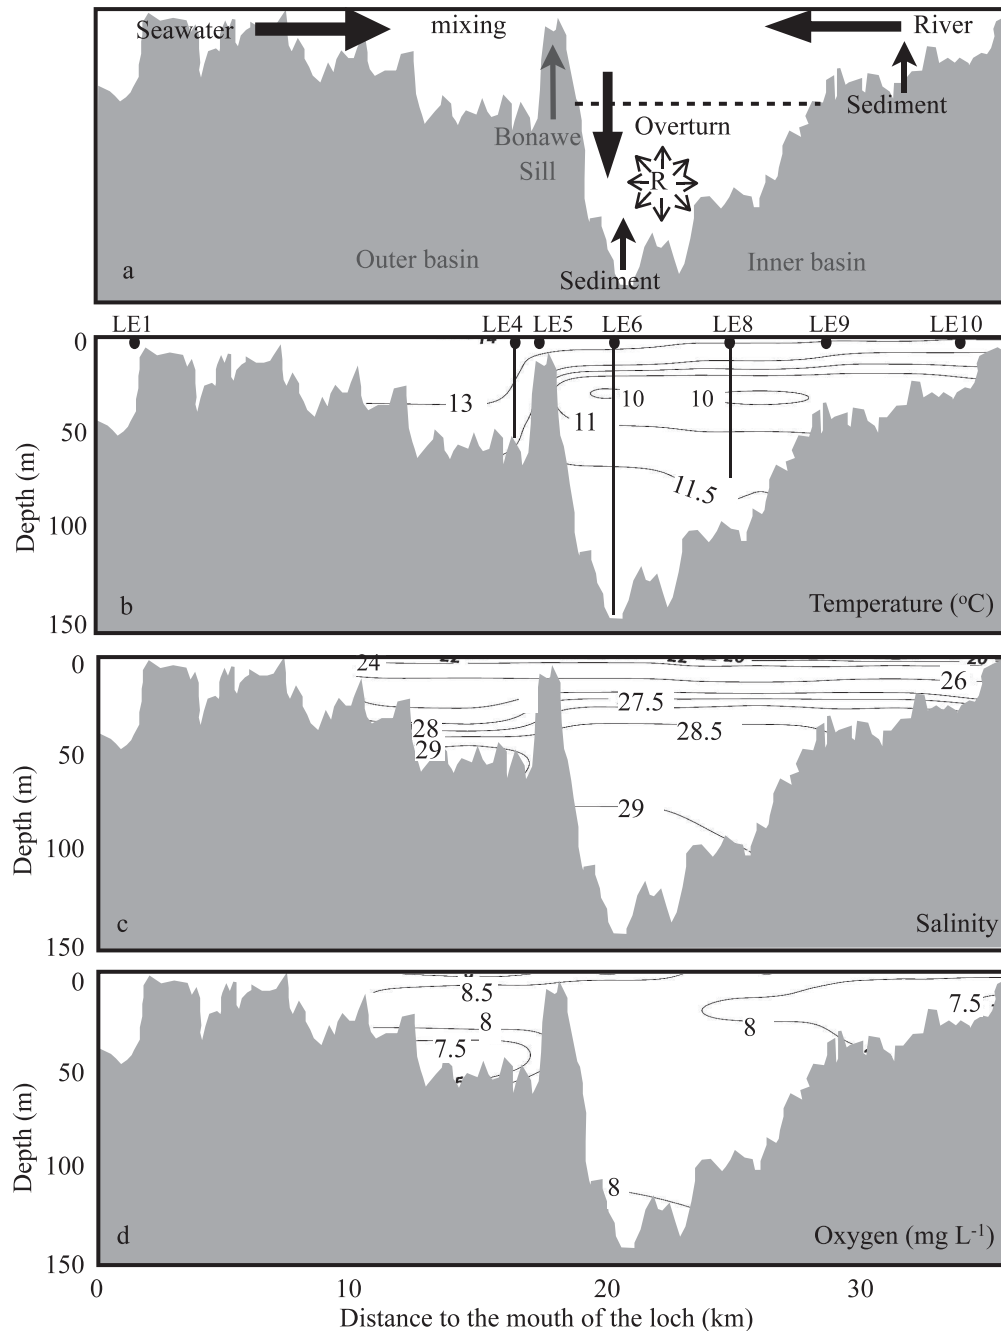 Seawater mixing River
Sediment
Bonawe
Sill
Overturn
R
Outer basin
Inner basin
Sediment
a
LE1 LE4 LE5 LE6 LE8 LE9 LE10
0
14
13
10 10
11
50
11.5
100
Depth (m)
b
Temperature (°C)
150
0
24 22 22 20 20
26
27.5
28
28.5
29
50
29
100
Depth (m)
c
Salinity
150
0
8.5
7.5
8
8
7.5
50
5
100
8
Depth (m)
d
Oxygen (mg L-1)
150
0 10 20 30
Distance to the mouth of the loch (km)